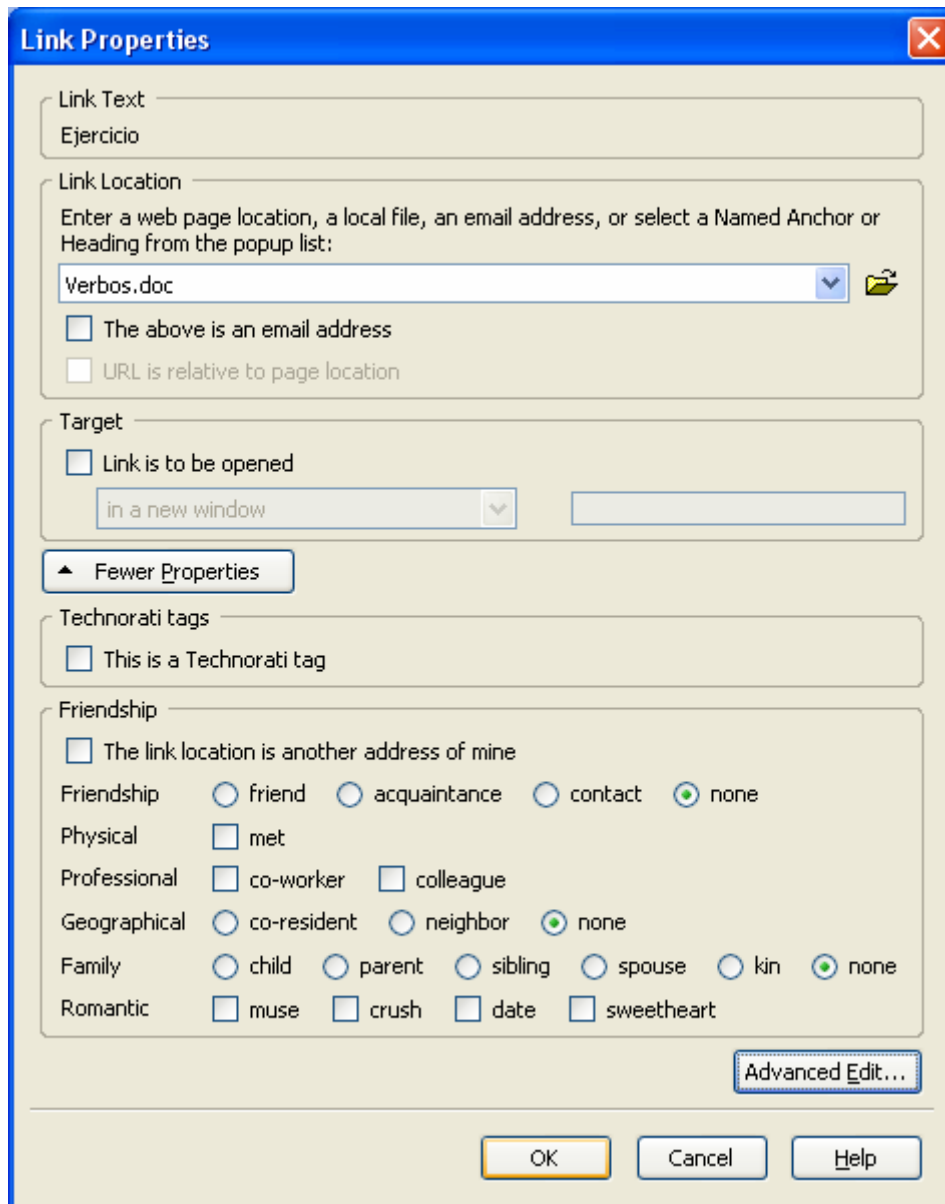 Link Properties
Link Text
Ejercicio
Link Location
Enter a web page location, a local file, an email address, or select a Named Anchor or
Heading from the popup list:
Verbos.doc
The above is an email address
URL is relative to page location
Target
Link is to be opened
in a new window
Fewer Properties
Technorati tags
This is a Technorati tag
Friendship
The link location is another address of mine
Friendship friend acquaintance contact none
Physical met
Professional co-worker colleague
Geographical co-resident neighbor none
Family child parent sibling spouse kin none
Romantic muse crush date sweetheart
Advanced Edit...
OK Cancel Help